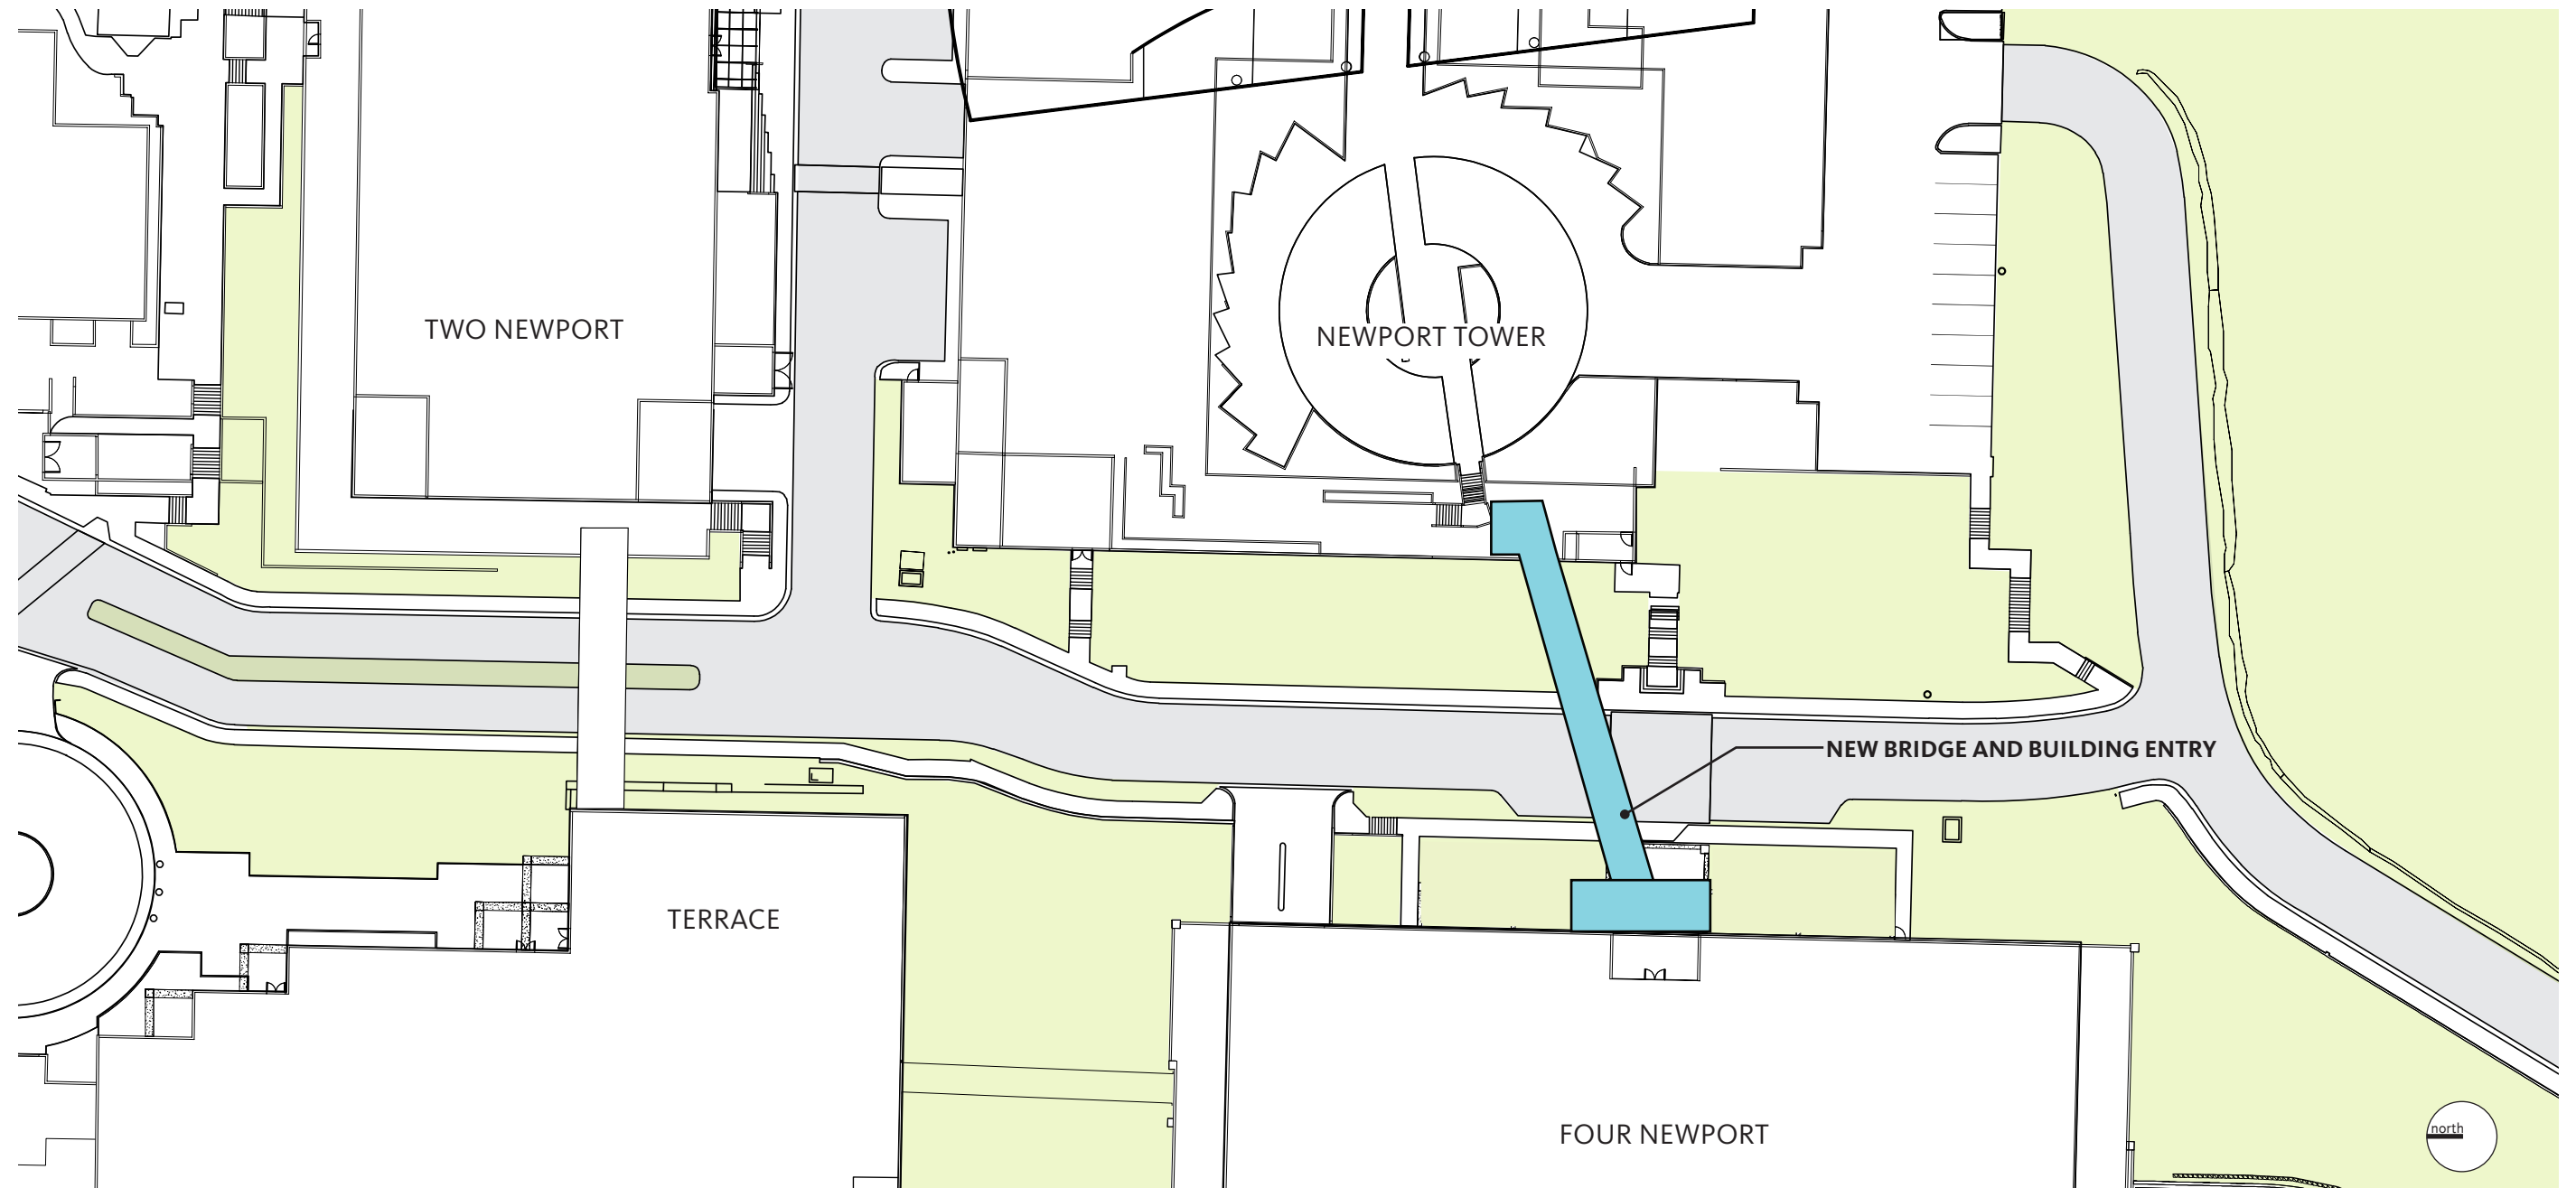 TWO NEWPORT
NEWPORT TOWER
NEW BRIDGE AND BUILDING ENTRY
TERRACE
FOUR NEWPORT
north